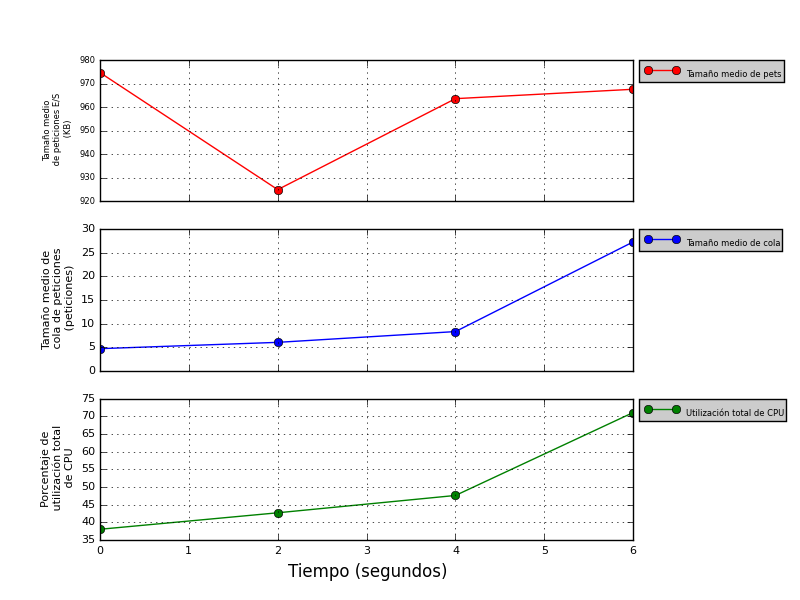 980
970
960
950
940
930
920
Tamaño medio
de peticiones E/S
(KB)
Tamaño medio de pets
30
25
20
15
10
5
0
Tamaño medio de
cola de peticiones
(peticiones)
Tamaño medio de cola
75
70
65
60
55
50
45
40
35
Porcentaje de
utilización total
de CPU
Utilización total de CPU
0 1 2 3 4 5 6
Tiempo (segundos)